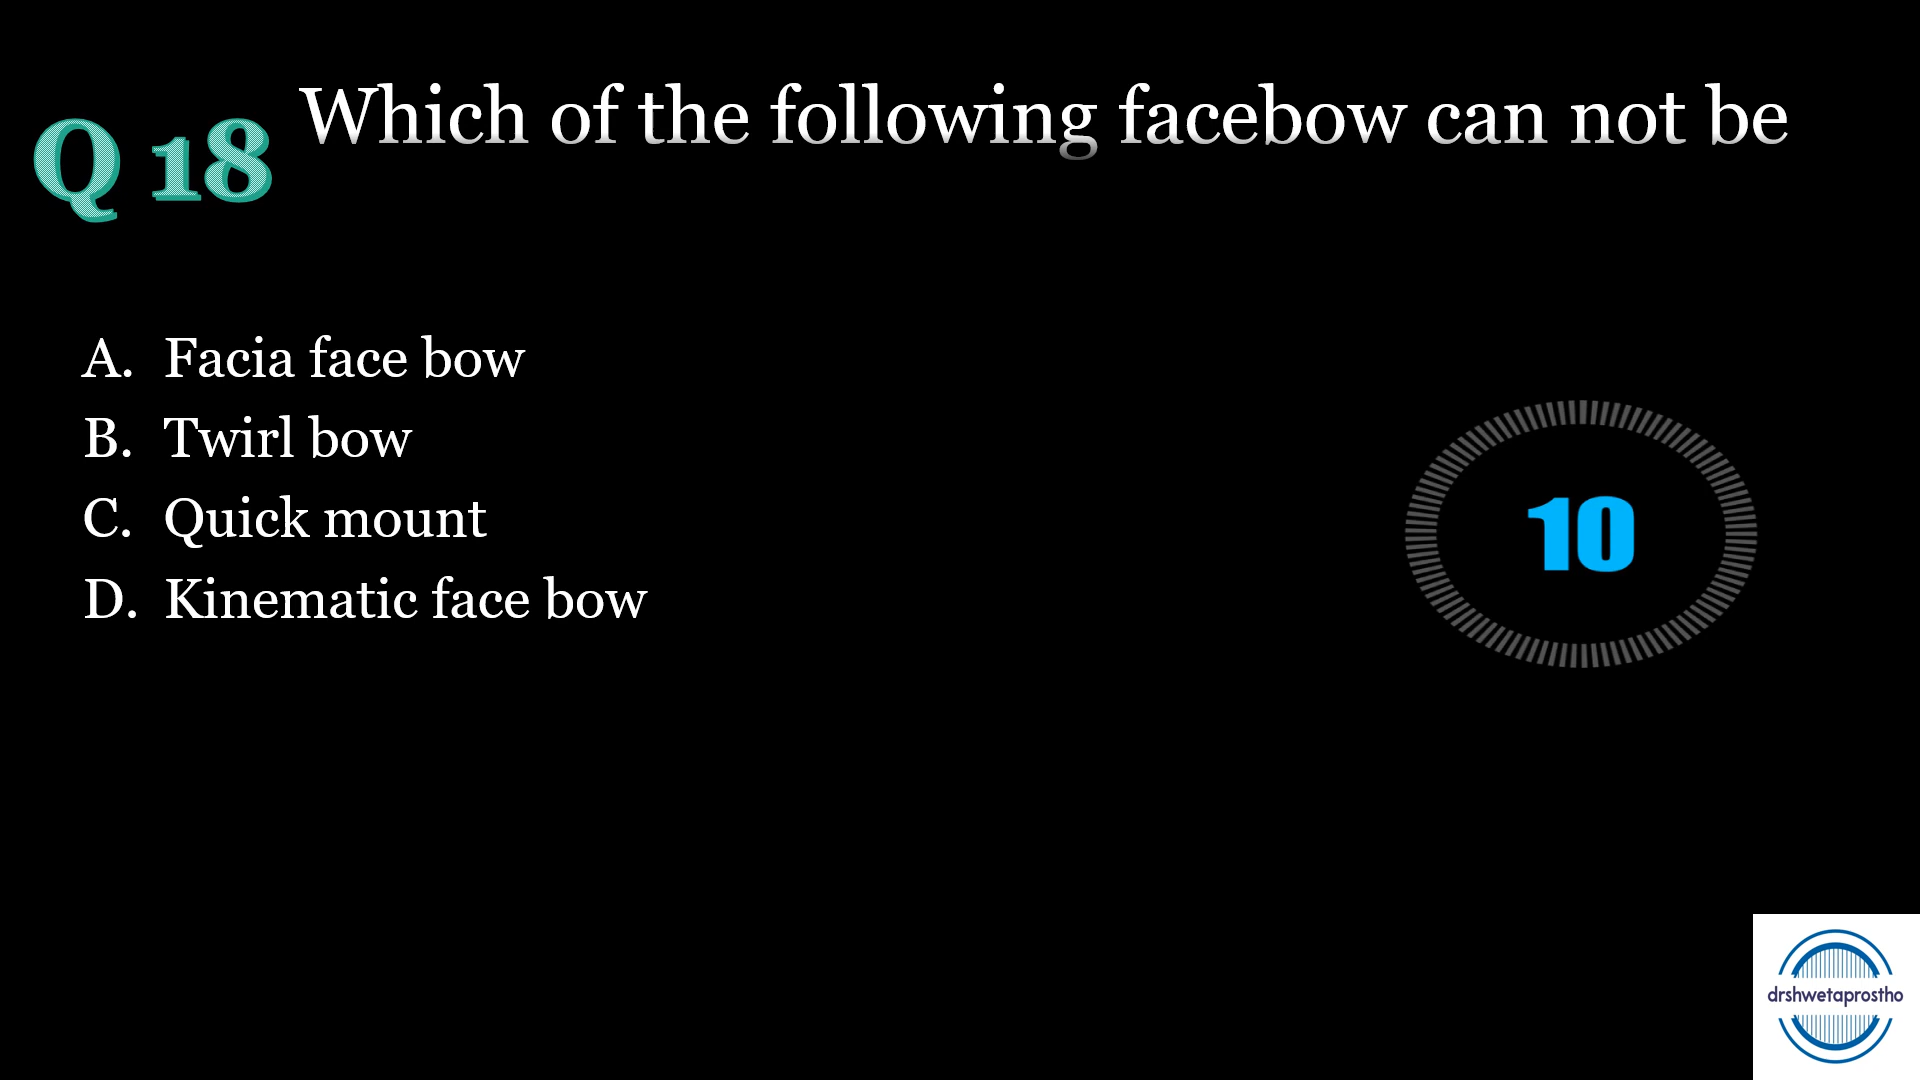 Q 18
Which of the following facebow can not be
A. Facia face bow
B. Twirl bow
C. Quick mount
D. Kinematic face bow
10
drshwetaprostho